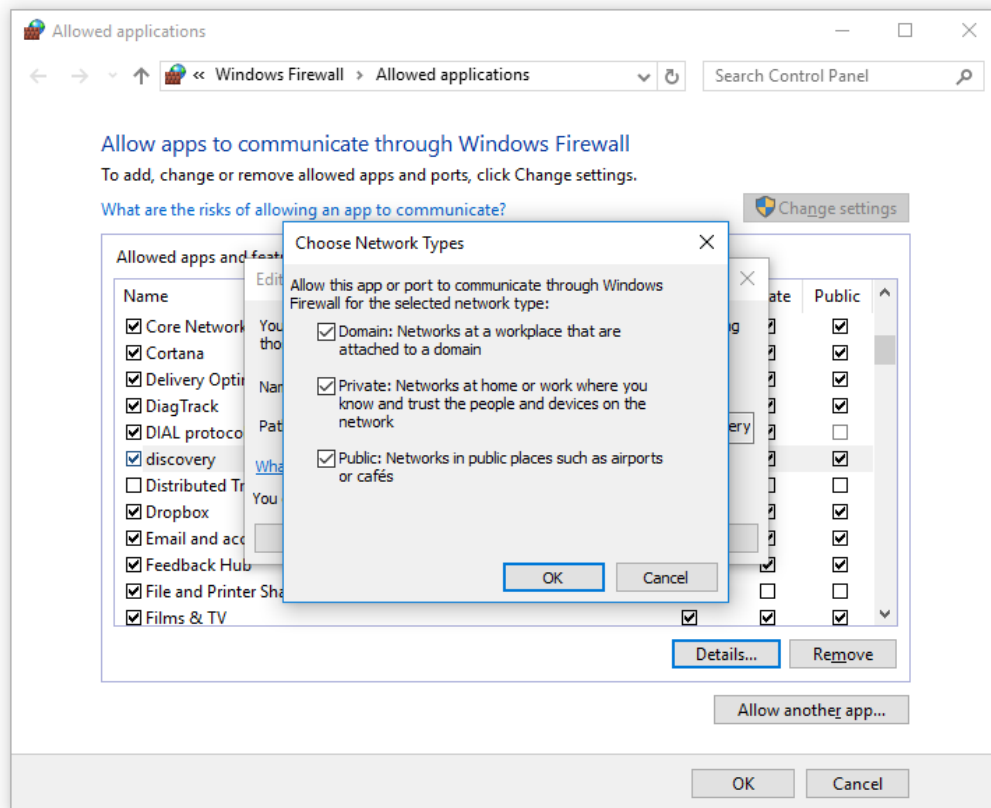 Allowed applications
« Windows Firewall › Allowed applications
Search Control Panel
Allow apps to communicate through Windows Firewall
To add, change or remove allowed apps and ports, click Change settings.
What are the risks of allowing an app to communicate?
Change settings
Allowed apps and
Name
Public
Core Network
Cortana
Delivery Opti
DiagTrack
DIAL protoco
discovery
Distributed Tr
Dropbox
Email and acc
Feedback Hub
File and Printer Sha
Films & TV
Edit
You
tho
Nam
Pat
ery
Wha
You
Choose Network Types
Allow this app or port to communicate through Windows
Firewall for the selected network type:
Domain: Networks at a workplace that are
attached to a domain
Private: Networks at home or work where you
know and trust the people and devices on the
network
Public: Networks in public places such as airports
or cafés
OK
Cancel
Details...
Remove
Allow another app...
OK
Cancel